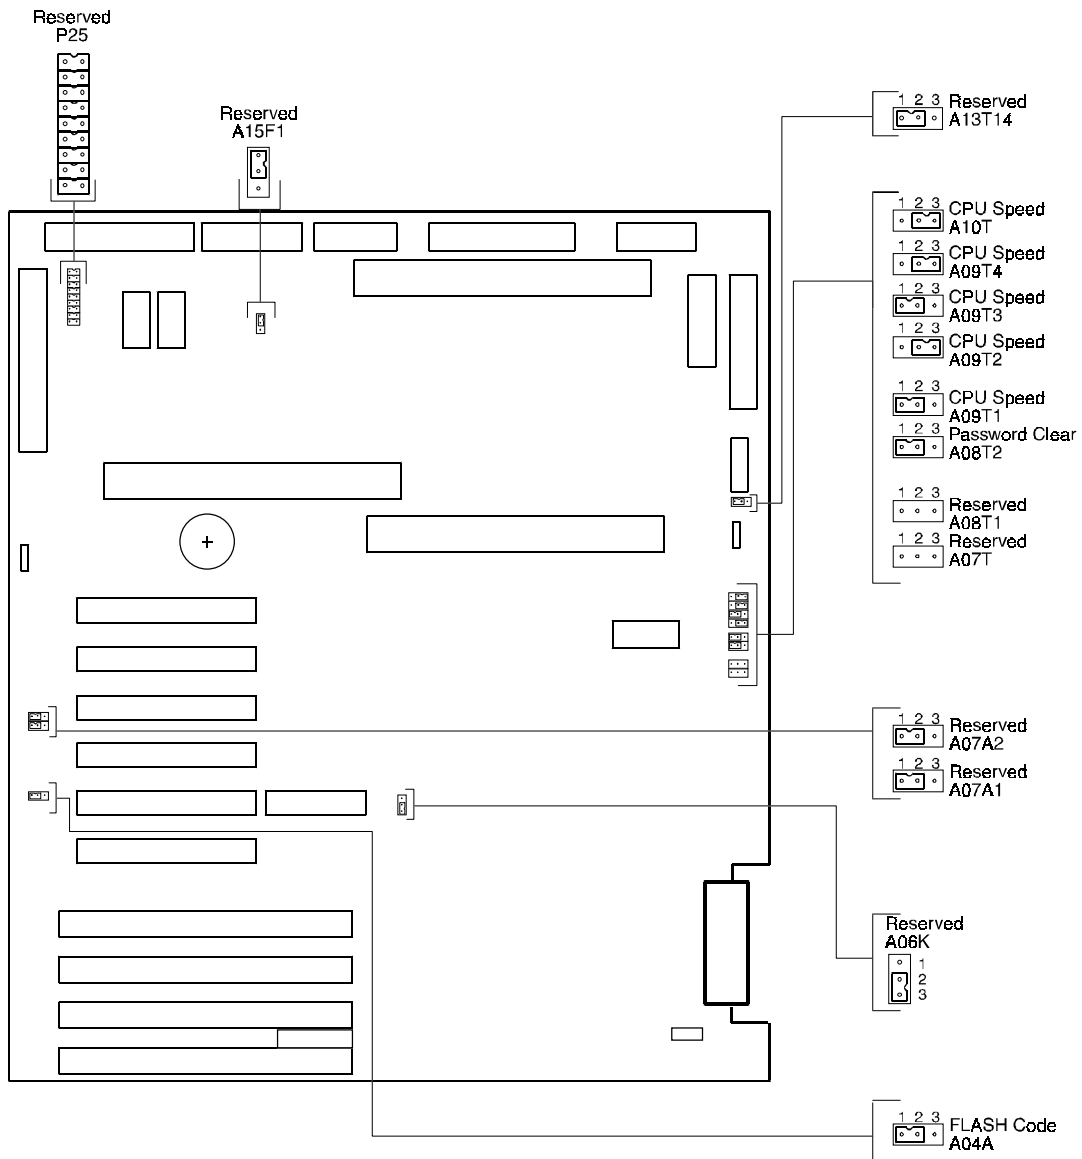 Reserved
P25
Reserved
A15F1
1 2 3
Reserved
A13T14
1 2 3
CPU Speed
A10T
1 2 3
CPU Speed
A09T4
1 2 3
CPU Speed
A09T3
1 2 3
CPU Speed
A09T2
1 2 3
CPU Speed
A09T1
1 2 3
Password Clear
A08T2
1 2 3
Reserved
A08T1
1 2 3
Reserved
A07T
1 2 3
Reserved
A07A2
1 2 3
Reserved
A07A1
Reserved
A06K
1
2
3
1 2 3
FLASH Code
A04A